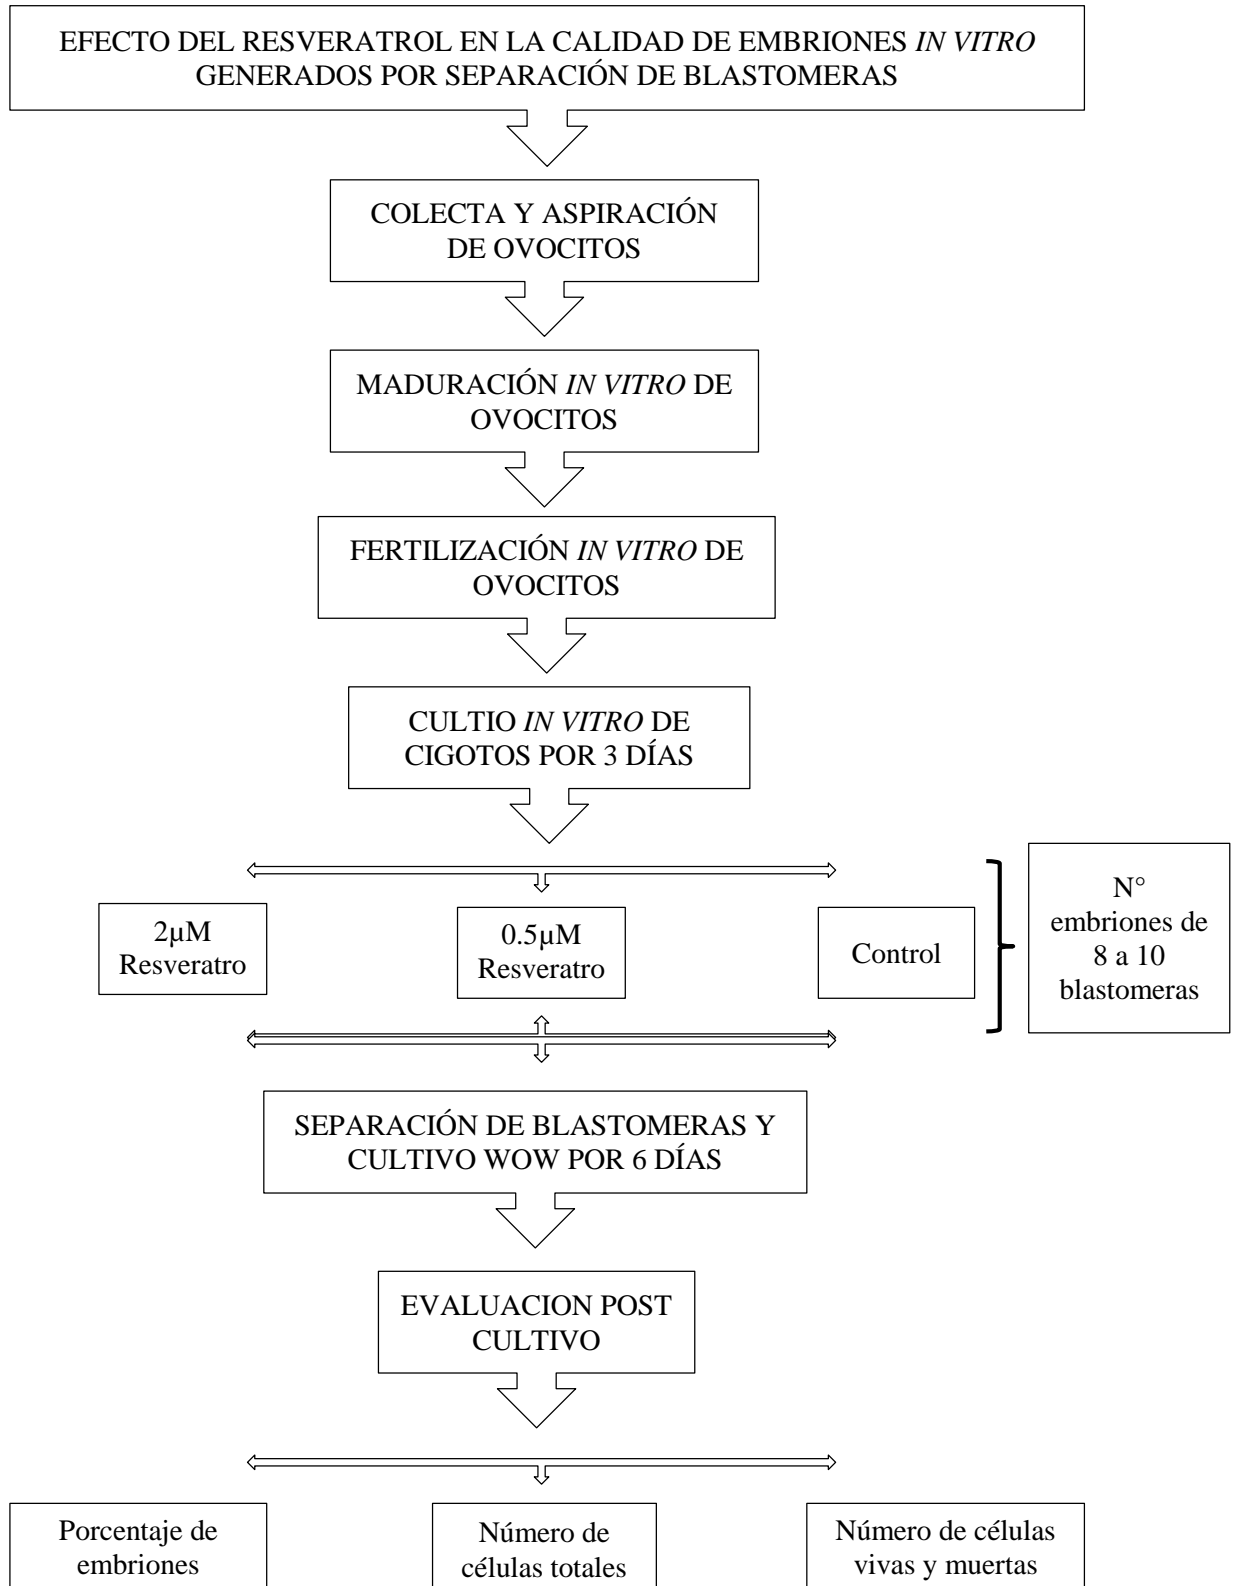 EFECTO DEL RESVERATROL EN LA CALIDAD DE EMBRIONES IN VITRO
GENERADOS POR SEPARACIÓN DE BLASTOMERAS
COLECTA Y ASPIRACIÓN
DE OVOCITOS
MADURACIÓN IN VITRO DE
OVOCITOS
FERTILIZACIÓN IN VITRO DE
OVOCITOS
CULTIO IN VITRO DE
CIGOTOS POR 3 DÍAS
2µM
Resveratro
0.5µM
Resveratro
Control
N°
embriones de
8 a 10
blastomeras
SEPARACIÓN DE BLASTOMERAS Y
CULTIVO WOW POR 6 DÍAS
EVALUACION POST
CULTIVO
Porcentaje de
embriones
Número de
células totales
Número de células
vivas y muertas